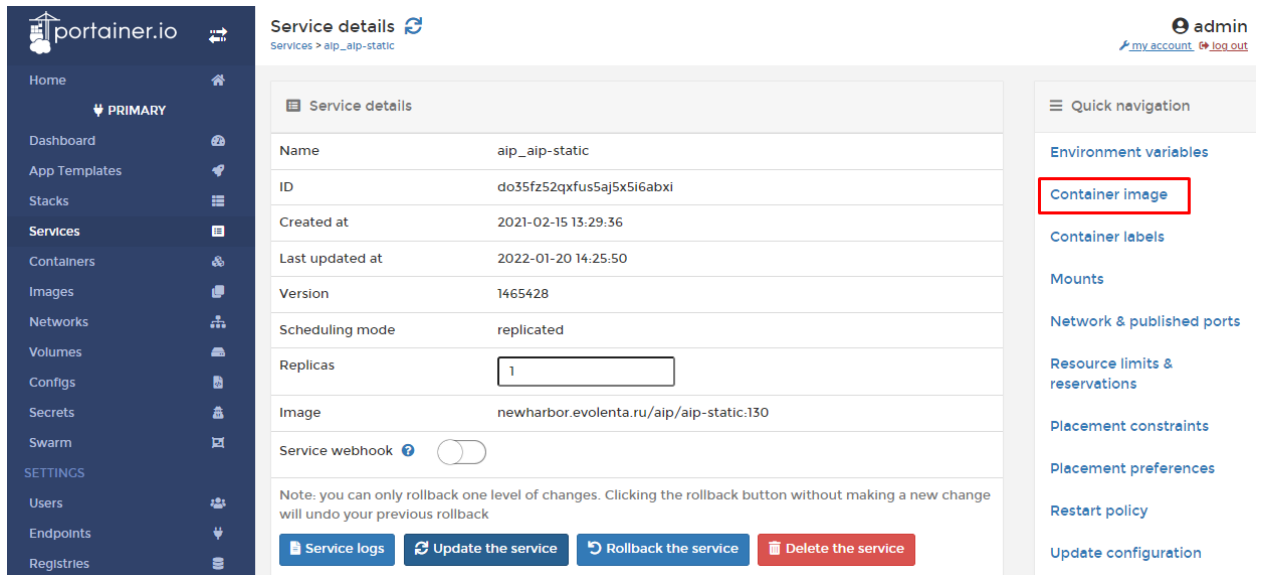 portainer.io
Home
PRIMARY
Dashboard
App Templates
Stacks
Services
Containers
Images
Networks
Volumes
Configs
Secrets
Swarm
SETTINGS
Users
Endpoints
Registries
Service details
Services > aip_aip-static
admin
my account log out
Service details
Name aip_aip-static
ID do35fz52qxfus5aj5x5i6abxi
Created at 2021-02-15 13:29:36
Last updated at 2022-01-20 14:25:50
Version 1465428
Scheduling mode replicated
Replicas 1
Image newharbor.evolenta.ru/aip/aip-static:130
Service webhook
Note: you can only rollback one level of changes. Clicking the rollback button without making a new change
will undo your previous rollback
Service logs Update the service Rollback the service Delete the service
Quick navigation
Environment variables
Container image
Container labels
Mounts
Network & published ports
Resource limits &
reservations
Placement constraints
Placement preferences
Restart policy
Update configuration